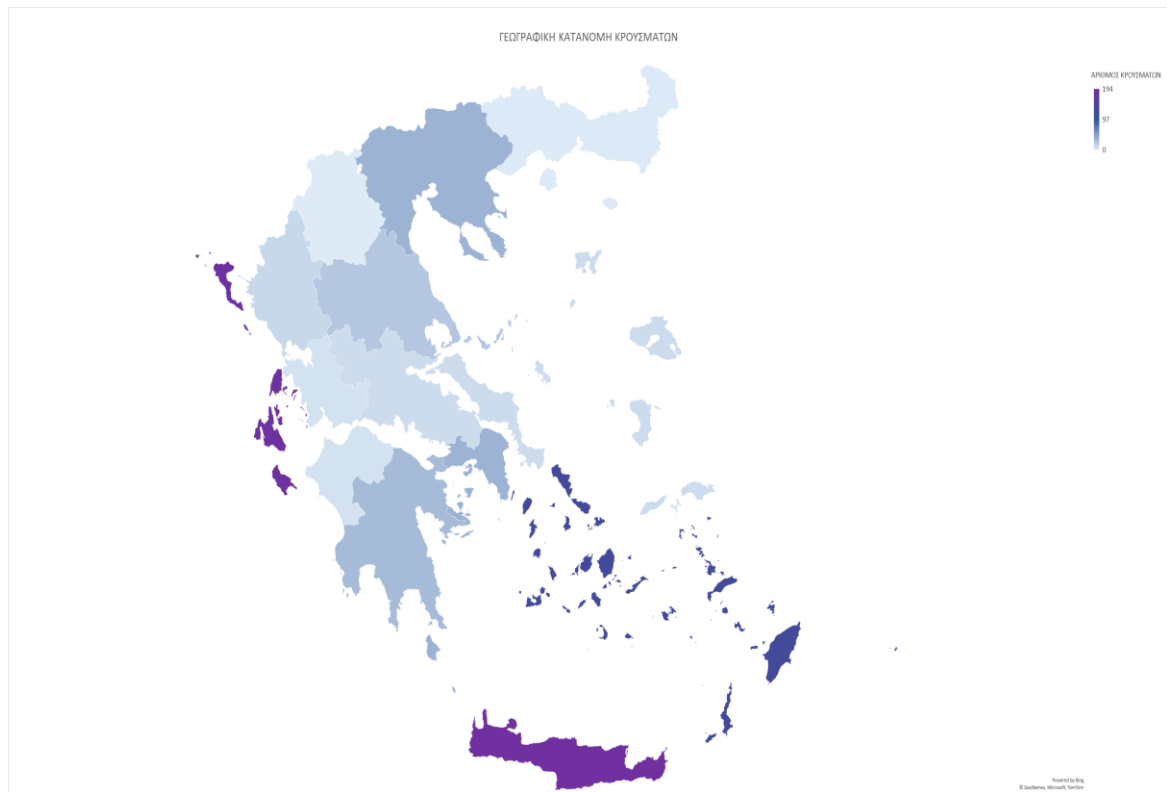 ΓΕΩΓΡΑΦΙΚΗ ΚΑΤΑΝΟΜΗ ΚΡΟΥΣΜΑΤΩΝ
ΑΡΙΘΜΟΣ ΚΡΟΥΣΜΑΤΩΝ
194
97
0
Powered by Bing
© GeoNames, Microsoft, TomTom